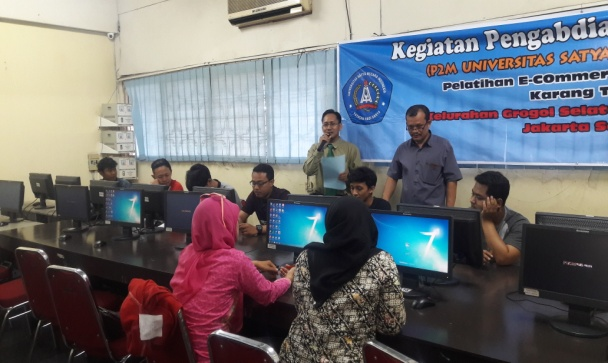 Kegiatan Pengabdia
(P2M UNIVERSITAS SATYA
Pelatihan E-COmmer
Karang T
Kelurahan Grogol Selat
Jakarta S